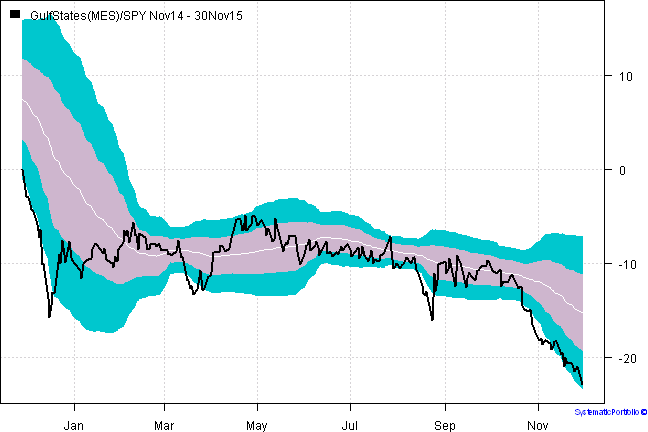 GulfStates(MES)/SPY Nov14 - 30Nov15
10
0
-10
-20
Jan Mar May Jul Sep Nov
SystematicPortfolio ©